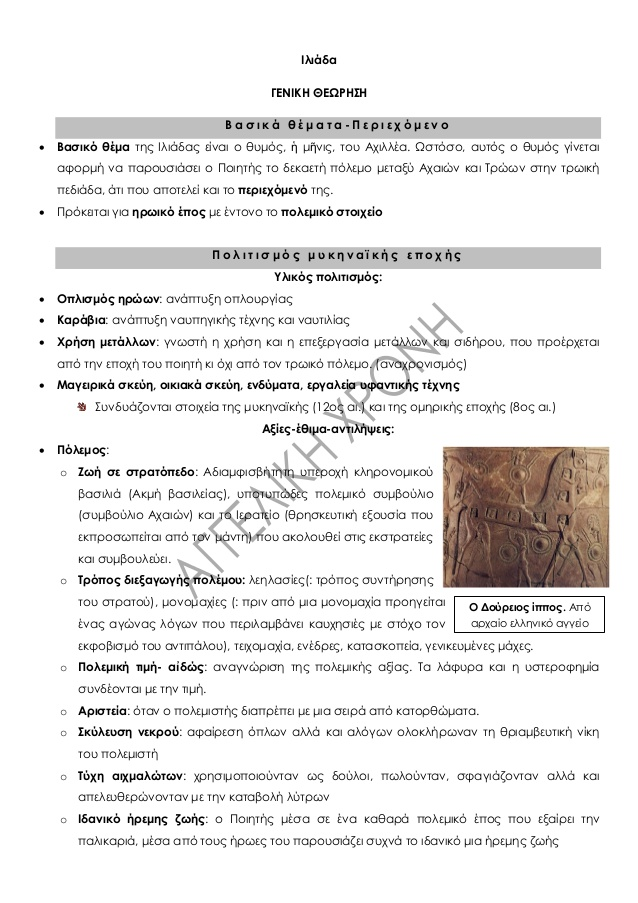 Ιλιάδα
ΓΕΝΙΚΗ ΘΕΩΡΗΣΗ
Βασικά θέματα-Περιεχόμενο
• Βασικό θέμα της Ιλιάδας είναι ο θυμός, ἡ μῆνις, του Αχιλλέα. Ωστόσο, αυτός ο θυμός γίνεται
αφορμή να παρουσιάσει ο Ποιητής το δεκαετή πόλεμο μεταξύ Αχαιών και Τρώων στην τρωική
πεδιάδα, άτι που αποτελεί και το περιεχόμενό της.
• Πρόκειται για ηρωικό έπος με έντονο το πολεμικό στοιχείο
Πολιτισμός μυκηναϊκής εποχής
Υλικός πολιτισμός:
• Οπλισμός ηρώων: ανάπτυξη οπλουργίας
• Καράβια: ανάπτυξη ναυπηγικής τέχνης και ναυτιλίας
• Χρήση μετάλλων: γνωστή η χρήση και η επεξεργασία μετάλλων και σιδήρου, που προέρχεται
από την εποχή του ποιητή κι όχι από τον τρωικό πόλεμο. (αναχρονισμός)
• Μαγειρικά σκεύη, οικιακά σκεύη, ενδύματα, εργαλεία υφαντικής τέχνης
Συνδυάζονται στοιχεία της μυκηναϊκής (12ος αι.) και της ομηρικής εποχής (8ος αι.)
Αξίες-έθιμα-αντιλήψεις:
• Πόλεμος:
o Ζωή σε στρατόπεδο: Αδιαμφισβήτητη υπεροχή κληρονομικού
βασιλιά (Ακμή βασιλείας), υποτυπώδες πολεμικό συμβούλιο
(συμβούλιο Αχαιών) και το Ιερατείο (θρησκευτική εξουσία που
εκπροσωπείται από τον μάντη) που ακολουθεί στις εκστρατείες
και συμβουλεύει.
o Τρόπος διεξαγωγής πολέμου: λεηλασίες(: τρόπος συντήρησης
του στρατού), μονομαχίες (: πριν από μια μονομαχία προηγείται
ένας αγώνας λόγων που περιλαμβάνει καυχησιές με στόχο τον
εκφοβισμό του αντιπάλου), τειχομαχία, ενέδρες, κατασκοπεία, γενικευμένες μάχες.
Ο Δούρειος ίππος. Από
αρχαίο ελληνικό αγγείο
o Πολεμική τιμή- αἰδώς: αναγνώριση της πολεμικής αξίας. Τα λάφυρα και η υστεροφημία
συνδέονται με την τιμή.
o Αριστεία: όταν ο πολεμιστής διαπρέπει με μια σειρά από κατορθώματα.
o Σκύλευση νεκρού: αφαίρεση όπλων αλλά και αλόγων ολοκλήρωναν τη θριαμβευτική νίκη
του πολεμιστή
o Τύχη αιχμαλώτων: χρησιμοποιούνταν ως δούλοι, πωλούνταν, σφαγιάζονταν αλλά και
απελευθερώνονταν με την καταβολή λύτρων
o Ιδανικό ήρεμης ζωής: ο Ποιητής μέσα σε ένα καθαρά πολεμικό έπος που εξαίρει την
παλικαριά, μέσα από τους ήρωες του παρουσιάζει συχνά το ιδανικό μια ήρεμης ζωής
ΑΓΓΕΛΙΚΗ ΧΡΟΝΗ